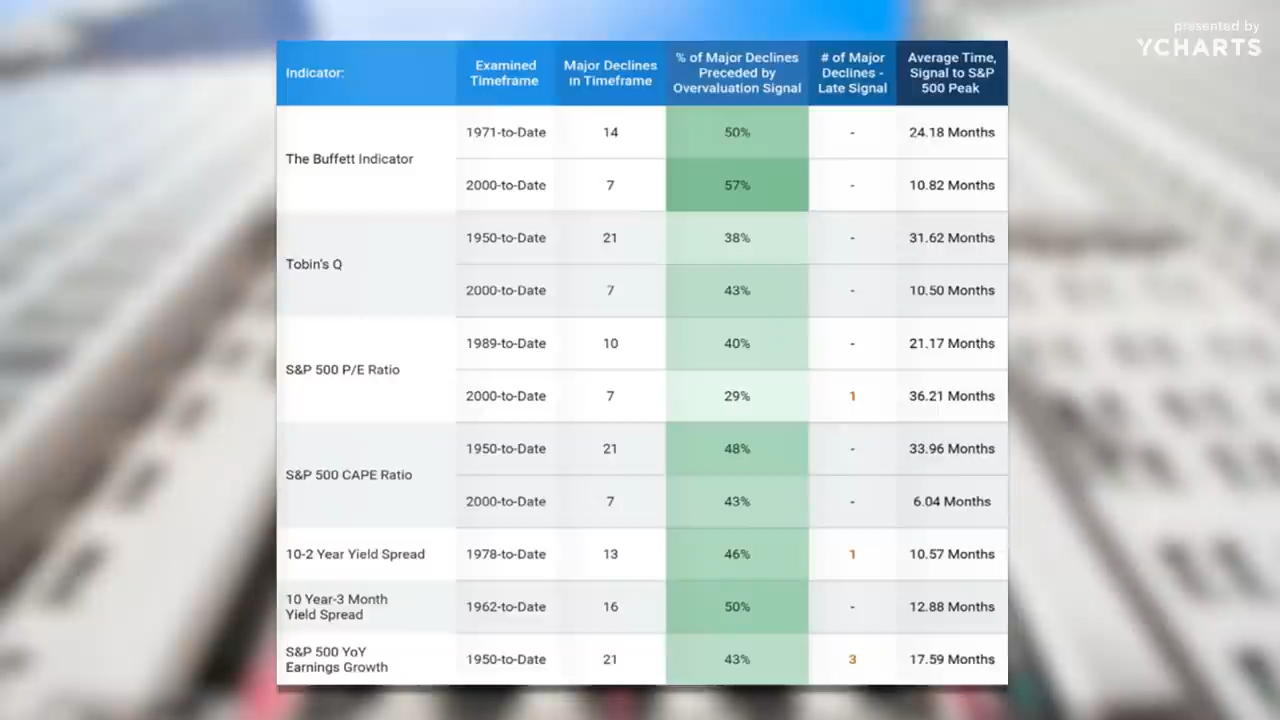 presented by
YCHARTS
Indicator:
Examined
Timeframe
Major Declines
in Timeframe
% of Major Declines
Preceded by
Overvaluation Signal
# of Major
Declines -
Late Signal
Average Time,
Signal to S&P
500 Peak
The Buffett Indicator
1971-to-Date 14 50% - 24.18 Months
2000-to-Date 7 57% - 10.82 Months
Tobin's Q
1950-to-Date 21 38% - 31.62 Months
2000-to-Date 7 43% - 10.50 Months
S&P 500 P/E Ratio
1989-to-Date 10 40% - 21.17 Months
2000-to-Date 7 29% 1 36.21 Months
S&P 500 CAPE Ratio
1950-to-Date 21 48% - 33.96 Months
2000-to-Date 7 43% - 6.04 Months
10-2 Year Yield Spread 1978-to-Date 13 46% 1 10.57 Months
10 Year-3 Month
Yield Spread
1962-to-Date 16 50% - 12.88 Months
S&P 500 YoY
Earnings Growth
1950-to-Date 21 43% 3 17.59 Months